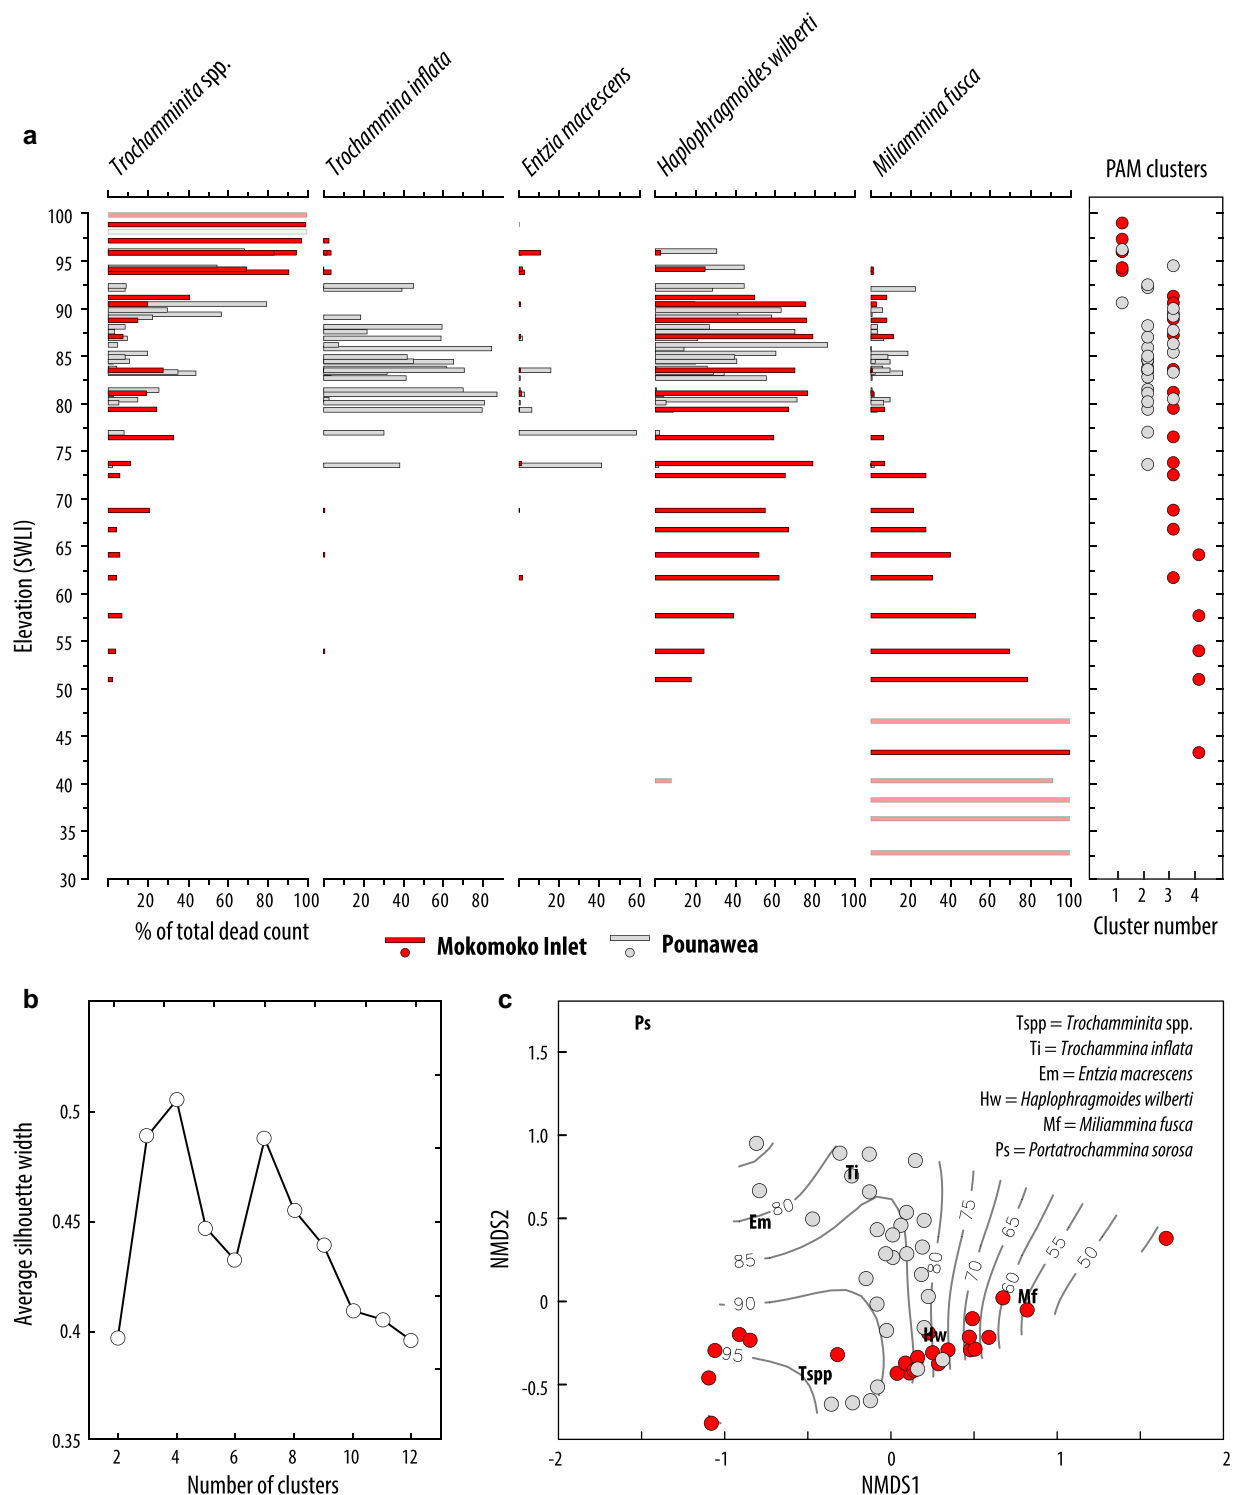 a
Trochamminita spp.
Trochammina inflata
Entzia macrescens
Haplophragmoides wilberti
Miliammina fusca
PAM clusters
100
95
90
85
80
75
70
65
60
55
50
45
40
35
30
Elevation (SWLI)
20 40 60 80 100
20 40 60 80
20 40 60
20 40 60 80 100
20 40 60 80 100
1 2 3 4
% of total dead count
Cluster number
Mokomoko Inlet
Pounawea
b
0.5
0.45
0.4
0.35
Average silhouette width
2 4 6 8 10 12
Number of clusters
c
Ps
Tspp = Trochamminita spp.
Ti = Trochammina inflata
Em = Entzia macrescens
Hw = Haplophragmoides wilberti
Mf = Miliammina fusca
Ps = Portatrochammina sorosa
1.5
1.0
0.5
0
-0.5
NMDS2
Ti
Em
80
85
90
95
80
75
70
65
60
55
50
Mf
Hw
Tspp
-2 -1 0 1 2
NMDS1